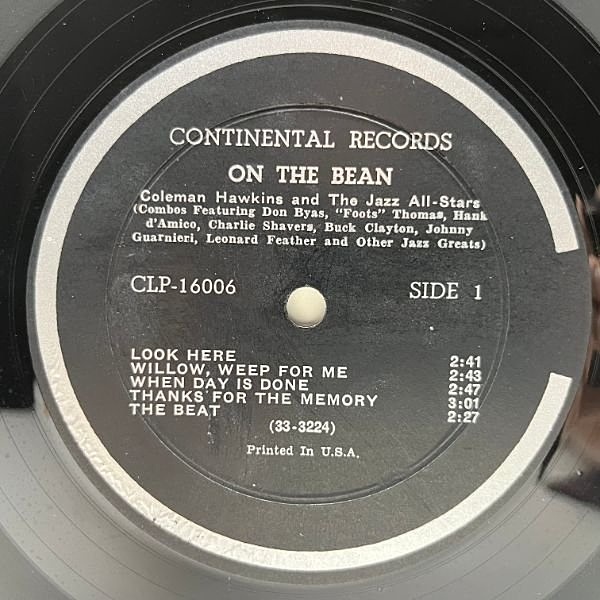 CONTINENTAL RECORDS
ON THE BEAN
Coleman Hawkins and The Jazz All-Stars
(Combos Featuring Don Byas, "Foots" Thomas, Hank
d'Amico, Charlie Shavers, Buck Clayton, Johnny
Guarnieri, Leonard Feather and Other Jazz Greats)
CLP-16006 SIDE 1
LOOK HERE 2:41
WILLOW, WEEP FOR ME 2:43
WHEN DAY IS DONE 2:47
THANKS FOR THE MEMORY 3:01
THE BEAT 2:27
(33-3224)
Printed In U.S.A.